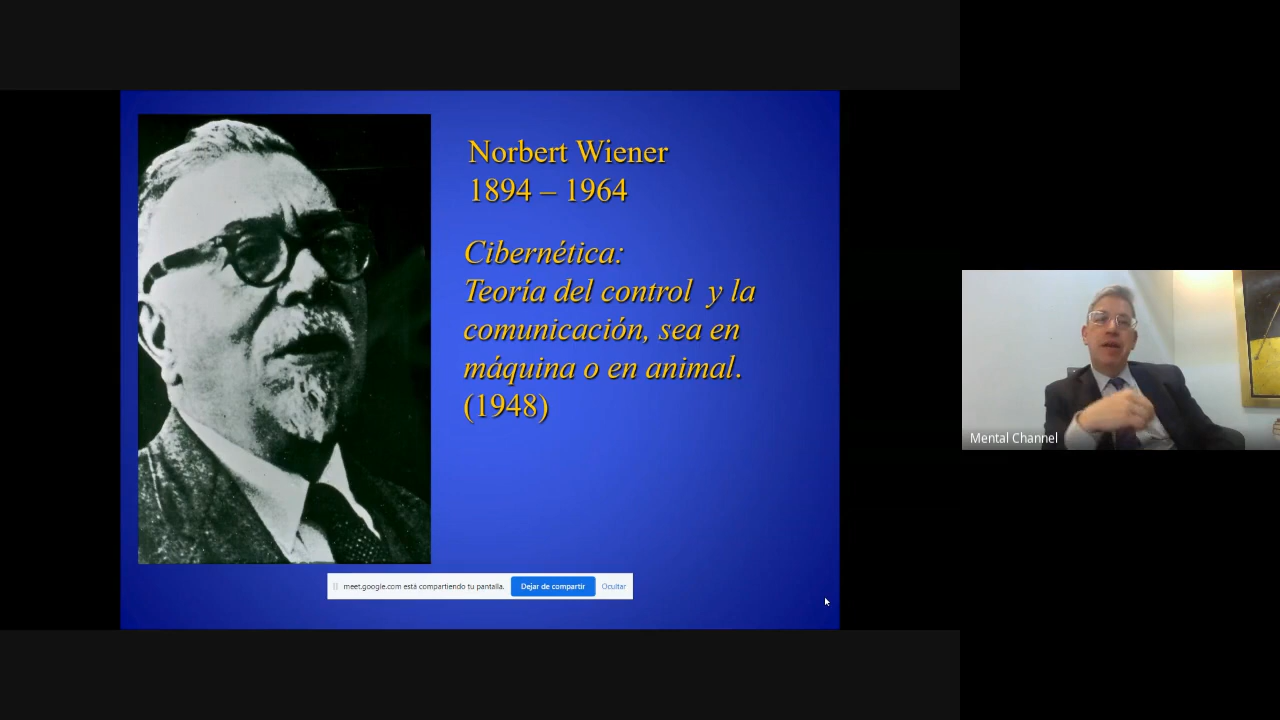 Norbert Wiener
1894 – 1964
Cibernética:
Teoría del control y la
comunicación, sea en
máquina o en animal.
(1948)
meet.google.com está compartiendo tu pantalla. Dejar de compartir Ocultar
Mental Channel